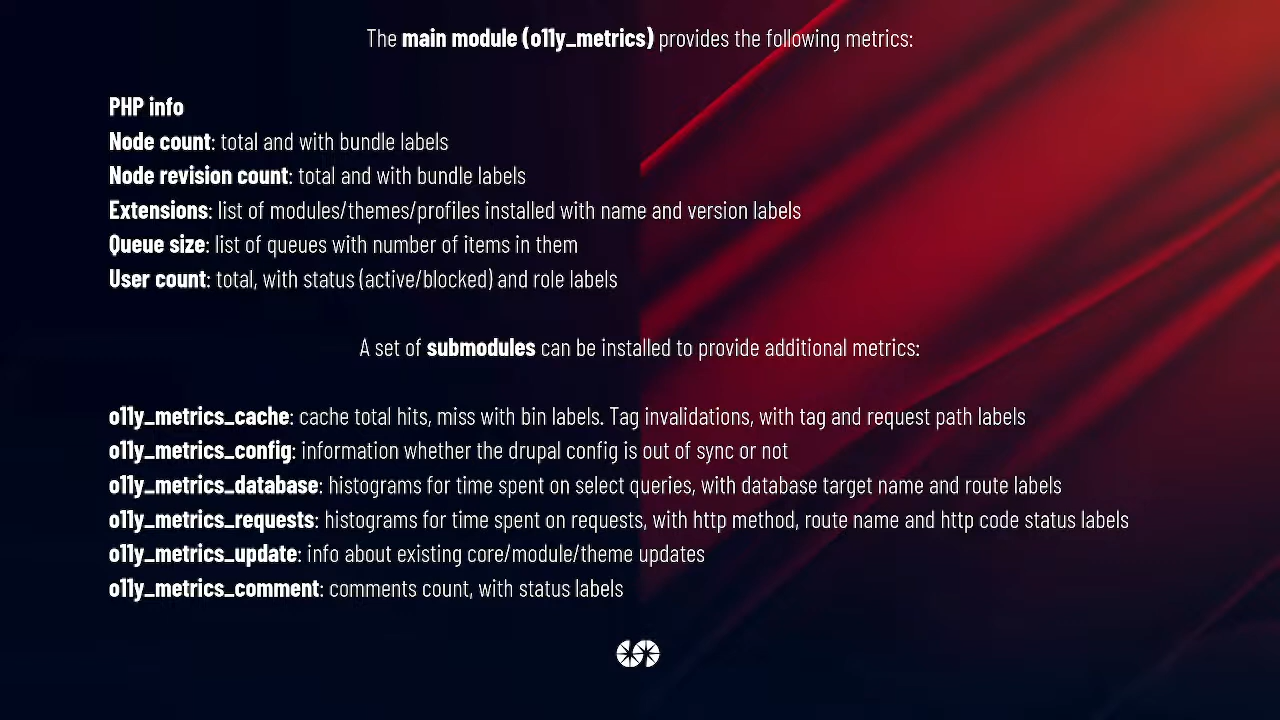 The main module (o11y_metrics) provides the following metrics:
PHP info
Node count: total and with bundle labels
Node revision count: total and with bundle labels
Extensions: list of modules/themes/profiles installed with name and version labels
Queue size: list of queues with number of items in them
User count: total, with status (active/blocked) and role labels
A set of submodules can be installed to provide additional metrics:
o11y_metrics_cache: cache total hits, miss with bin labels. Tag invalidations, with tag and request path labels
o11y_metrics_config: information whether the drupal config is out of sync or not
o11y_metrics_database: histograms for time spent on select queries, with database target name and route labels
o11y_metrics_requests: histograms for time spent on requests, with http method, route name and http code status labels
o11y_metrics_update: info about existing core/module/theme updates
o11y_metrics_comment: comments count, with status labels